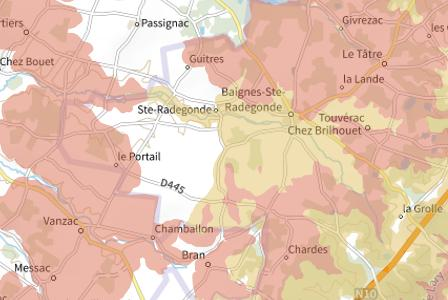 Passignac
Givrezac
Chez Bouet
Guitres
Le Tâtre
la Lande
Baignes-Ste-
Radegonde
Ste-Radegonde
Touvérac
Chez Brilhouet
le Portail
D445
la Grolle
Vanzac
Chamballon
Bran
Chardes
Messac
N10